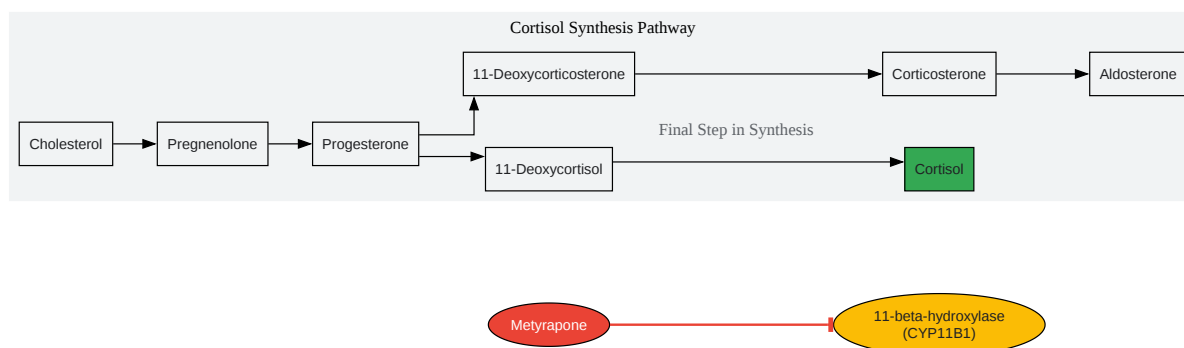 Cortisol Synthesis Pathway
11-Deoxycorticosterone
Corticosterone
Aldosterone
Cholesterol
Pregnenolone
Progesterone
Final Step in Synthesis
11-Deoxycortisol
Cortisol
Metyrapone
11-beta-hydroxylase
(CYP11B1)